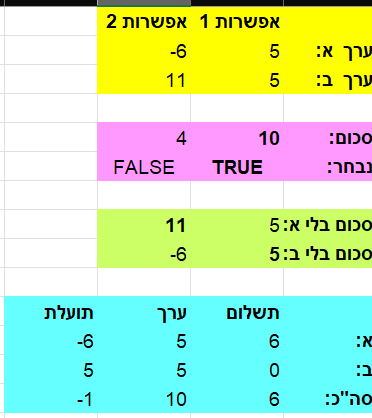 אפשרות 1 אפשרות 2
ערך א: 5 -6
ערך ב: 5 11
סכום: 10 4
נבחר: TRUE FALSE
סכום בלי א: 5 11
סכום בלי ב: 5 -6
תשלום ערך תועלת
א: 6 5 -6
ב: 0 5 5
סה"כ: 6 10 -1